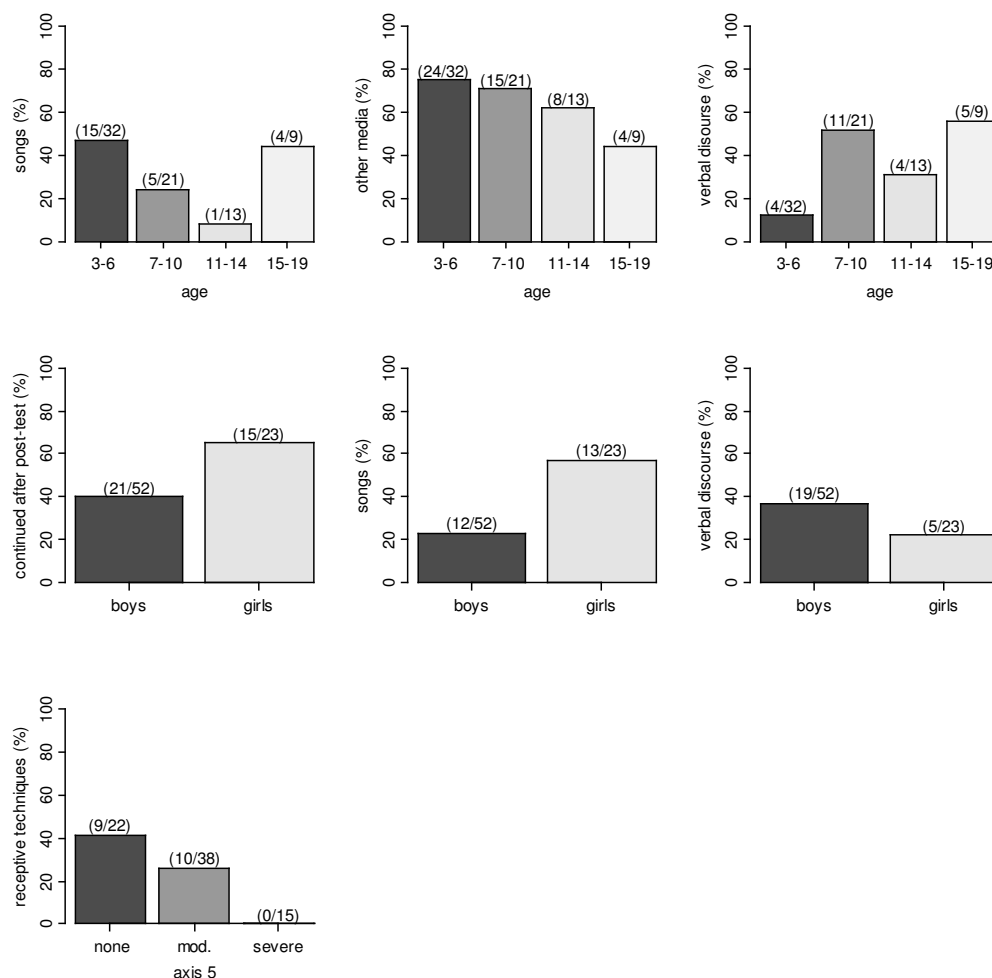 songs (%)
0 20 40 60 80 100
(15/32)
(5/21)
(1/13)
(4/9)
3-6 7-10 11-14 15-19
age
other media (%)
0 20 40 60 80 100
(24/32)
(15/21)
(8/13)
(4/9)
3-6 7-10 11-14 15-19
age
verbal disourse (%)
0 20 40 60 80 100
(4/32)
(11/21)
(4/13)
(5/9)
3-6 7-10 11-14 15-19
age
continued after post-test (%)
0 20 40 60 80 100
(21/52)
(15/23)
boys girls
songs (%)
0 20 40 60 80 100
(12/52)
(13/23)
boys girls
verbal discourse (%)
0 20 40 60 80 100
(19/52)
(5/23)
boys girls
receptive techniques (%)
0 20 40 60 80 100
(9/22)
(10/38)
(0/15)
none mod. severe
axis 5